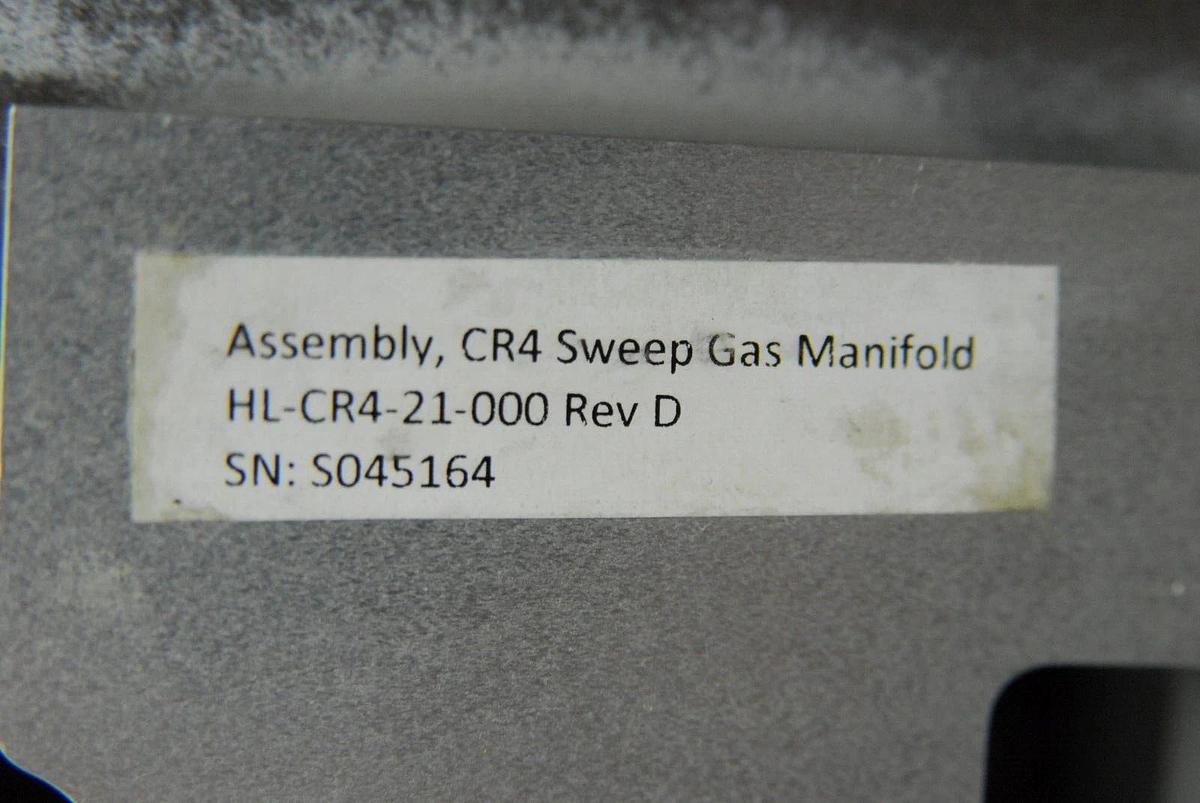 Assembly, CR4 Sweep Gas Manifold
HL-CR4-21-000 Rev D
SN: S045164